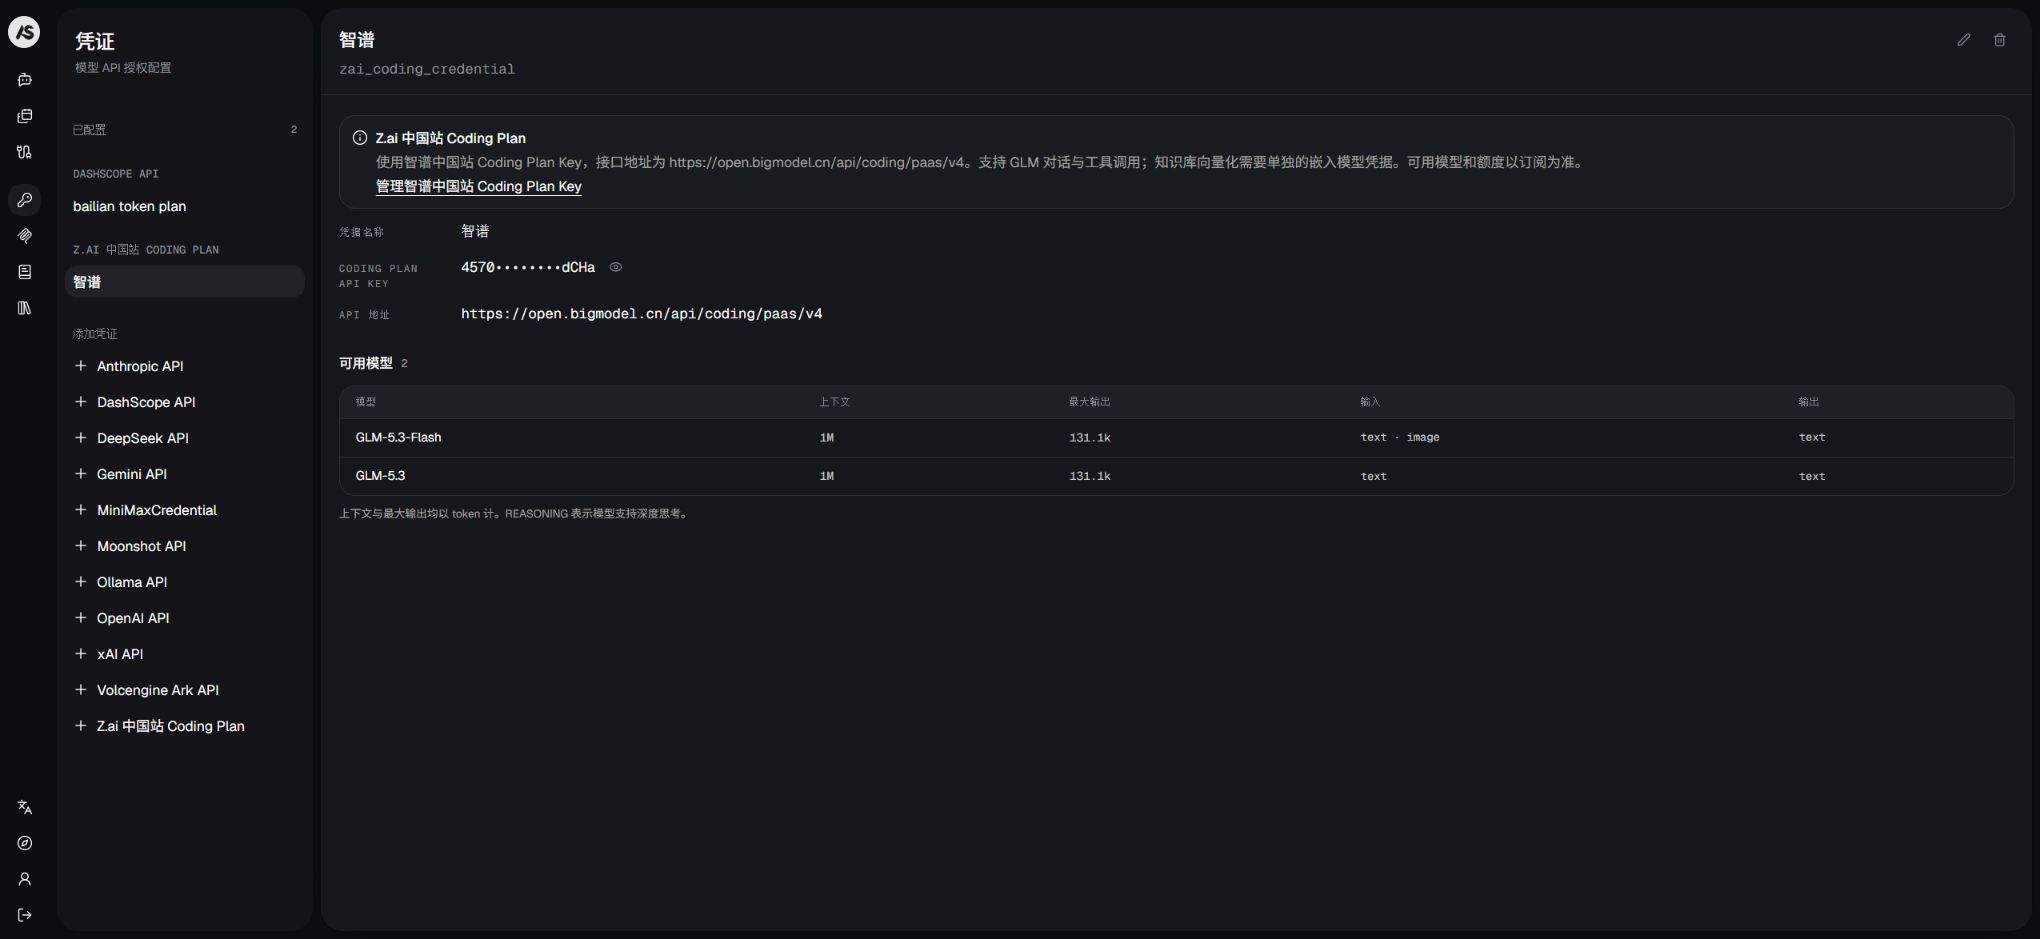 凭证
模型 API 授权配置
已配置 2
DASHSCOPE API
bailian token plan
Z.AI 中国站 CODING PLAN
智谱
添加凭证
Anthropic API
DashScope API
DeepSeek API
Gemini API
MiniMaxCredential
Moonshot API
Ollama API
OpenAI API
xAI API
Volcengine Ark API
Z.ai 中国站 Coding Plan
智谱
zai_coding_credential
Z.ai 中国站 Coding Plan
使用智谱中国站 Coding Plan Key，接口地址为 https://open.bigmodel.cn/api/coding/paas/v4。支持 GLM 对话与工具调用；知识库向量化需要单独的嵌入模型凭据。可用模型和额度以订阅为准。
管理智谱中国站 Coding Plan Key
凭据名称 智谱
CODING PLAN API KEY 4570••••••••dCHa
API 地址 https://open.bigmodel.cn/api/coding/paas/v4
可用模型 2
模型 上下文 最大输出 输入 输出
GLM-5.3-Flash 1M 131.1k text · image text
GLM-5.3 1M 131.1k text text
上下文与最大输出均以 token 计。REASONING 表示模型支持深度思考。